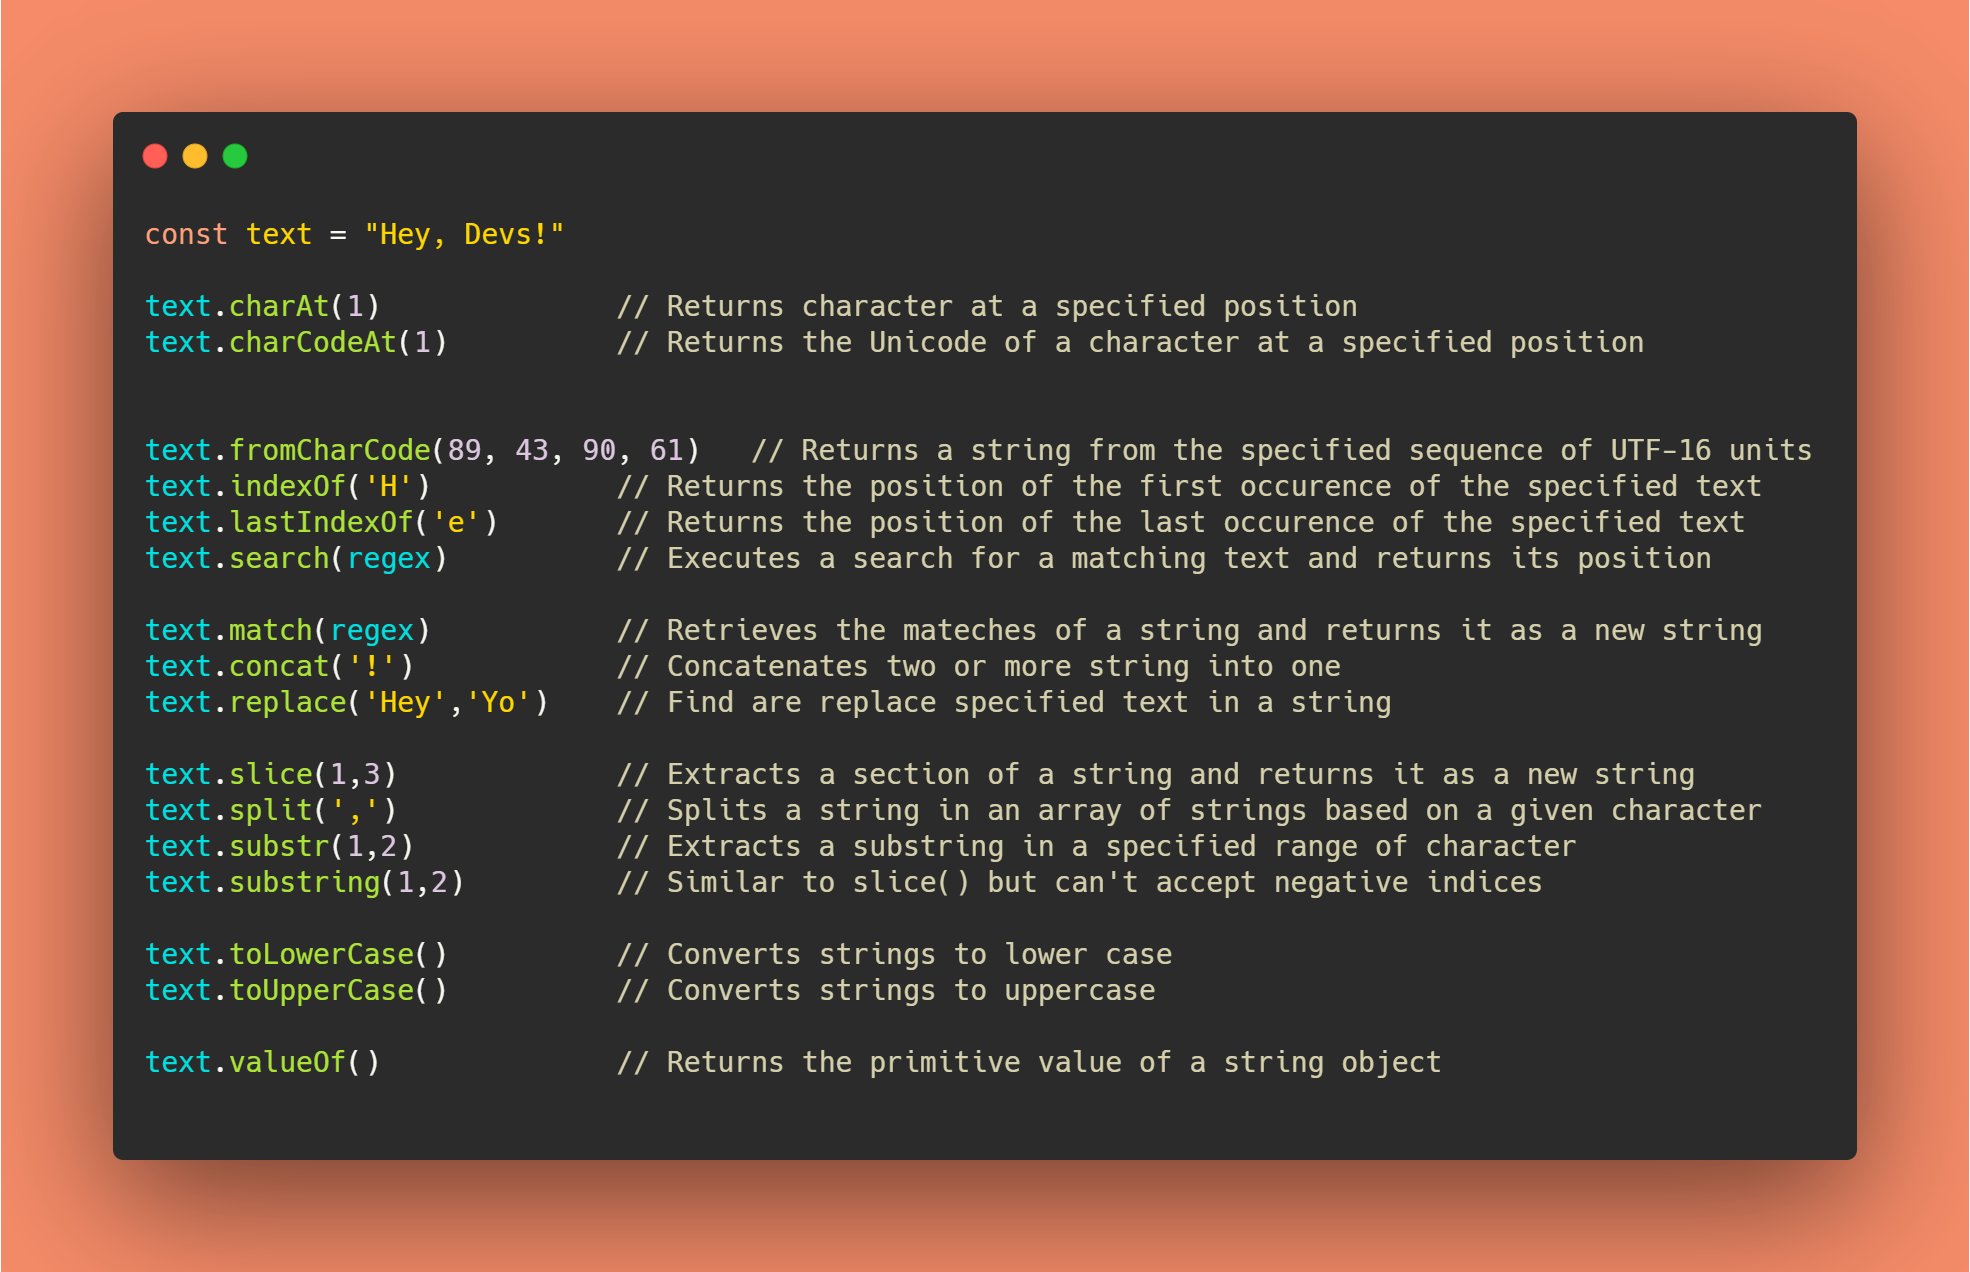 const text = "Hey, Devs!"
text.charAt(1) // Returns character at a specified position
text.charCodeAt(1) // Returns the Unicode of a character at a specified position
text.fromCharCode(89, 43, 90, 61) // Returns a string from the specified sequence of UTF-16 units
text.indexOf('H') // Returns the position of the first occurence of the specified text
text.lastIndexOf('e') // Returns the position of the last occurence of the specified text
text.search(regex) // Executes a search for a matching text and returns its position
text.match(regex) // Retrieves the mateches of a string and returns it as a new string
text.concat('!') // Concatenates two or more string into one
text.replace('Hey','Yo') // Find are replace specified text in a string
text.slice(1,3) // Extracts a section of a string and returns it as a new string
text.split(',') // Splits a string in an array of strings based on a given character
text.substr(1,2) // Extracts a substring in a specified range of character
text.substring(1,2) // Similar to slice() but can't accept negative indices
text.toLowerCase() // Converts strings to lower case
text.toUpperCase() // Converts strings to uppercase
text.valueOf() // Returns the primitive value of a string object